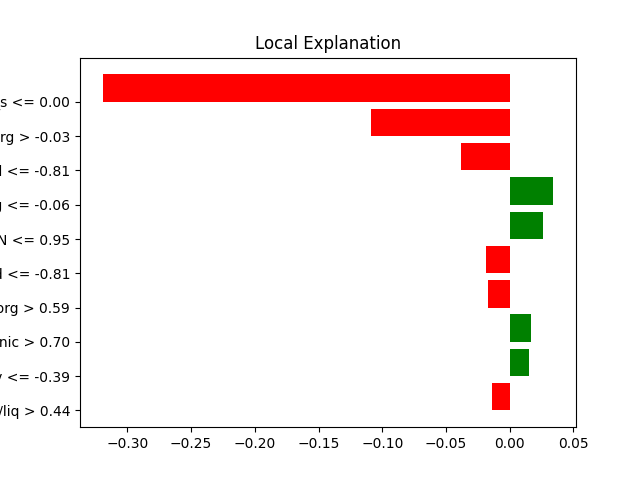 Local Explanation
s <= 0.00
rg > -0.03
<= -0.81
<= -0.06
N <= 0.95
<= -0.81
org > 0.59
nic > 0.70
<= -0.39
/liq > 0.44
−0.30 −0.25 −0.20 −0.15 −0.10 −0.05 0.00 0.05